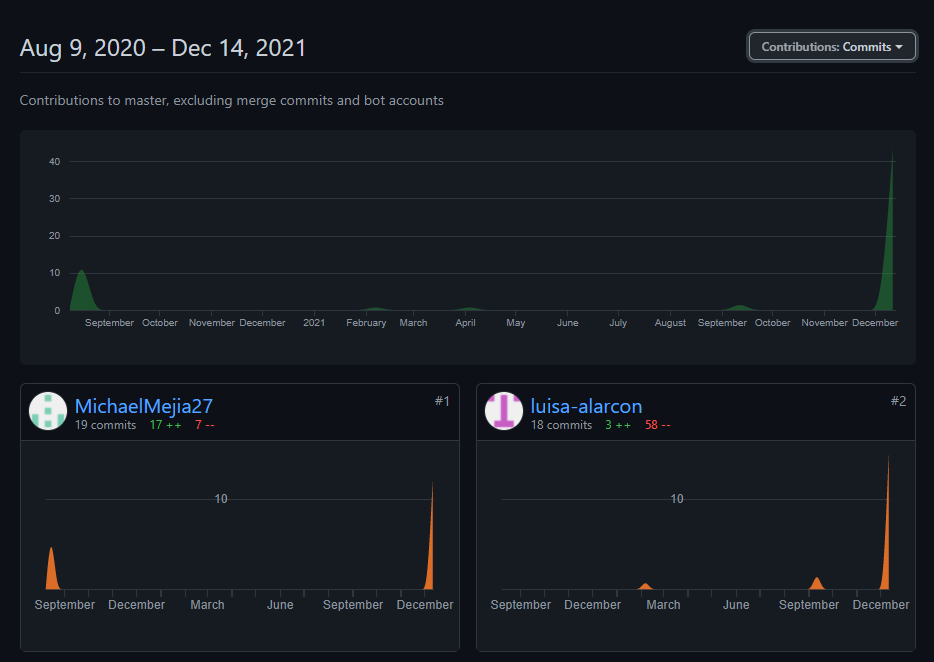 Aug 9, 2020 – Dec 14, 2021
Contributions: Commits
Contributions to master, excluding merge commits and bot accounts
40
30
20
10
0
September October November December 2021 February March April May June July August September October November December
MichaelMejia27 #1
19 commits 17 ++ 7 --
10
September December March June September December
luisa-alarcon #2
18 commits 3 ++ 58 --
10
September December March June September December